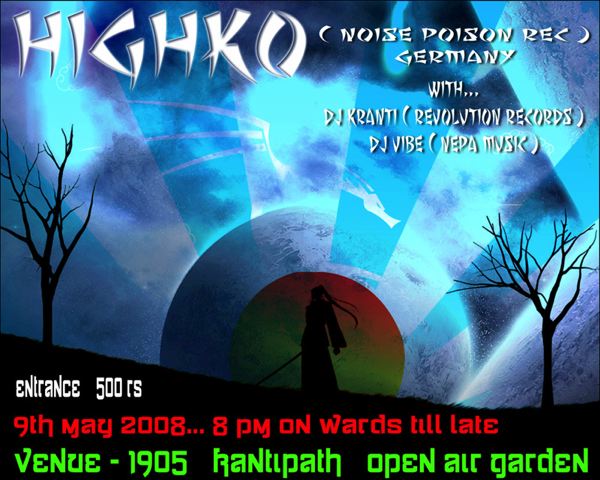 HIGHKO
( NOISE POISON REC )
GERMANY
WITH...
DJ KRANTI ( REVOLUTION RECORDS )
DJ VIBE ( NEPA MUSIC )
ENTRANCE 500 RS
9th May 2008... 8 PM ON WARDS TILL LATE
VENUE - 1905 KANTIPATH OPEN AIR GARDEN